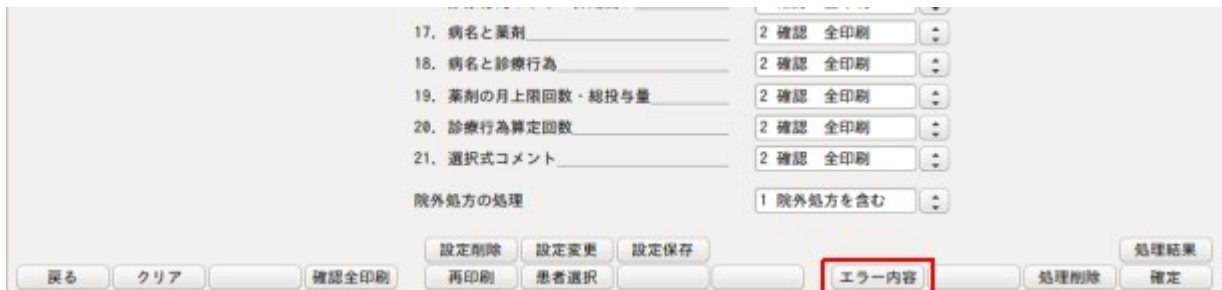 17. 病名と薬剤 2 確認 全印刷
18. 病名と診療行為 2 確認 全印刷
19. 薬剤の月上限回数・総投与量 2 確認 全印刷
20. 診療行為算定回数 2 確認 全印刷
21. 選択式コメント 2 確認 全印刷
院外処方の処理 1 院外処方を含む
設定削除 設定変更 設定保存 処理結果
戻る クリア 確認全印刷 再印刷 患者選択 エラー内容 処理削除 確定